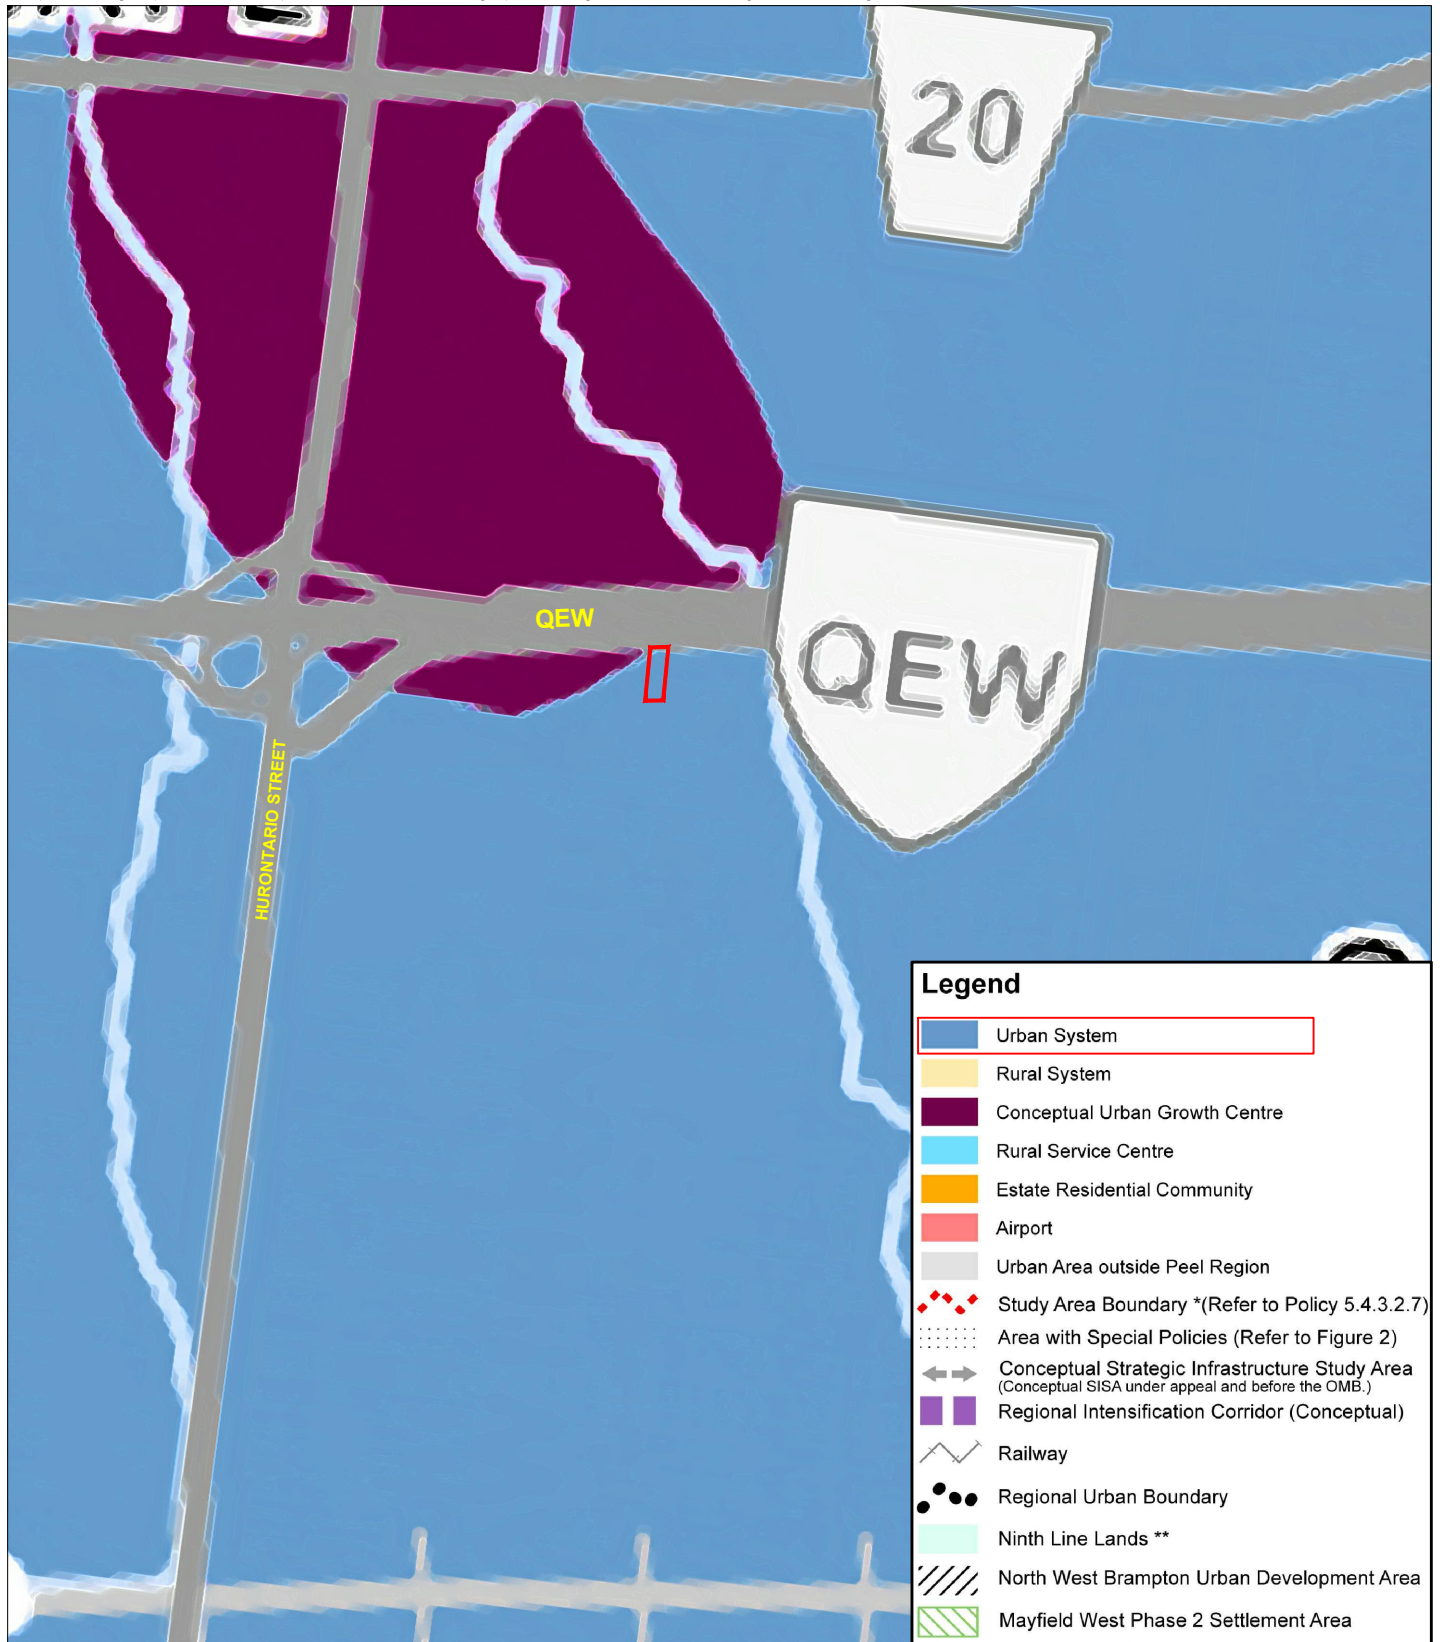 20
QEW
QEW
HURONTARIO STREET
Legend
Urban System
Rural System
Conceptual Urban Growth Centre
Rural Service Centre
Estate Residential Community
Airport
Urban Area outside Peel Region
Study Area Boundary *(Refer to Policy 5.4.3.2.7)
Area with Special Policies (Refer to Figure 2)
Conceptual Strategic Infrastructure Study Area
(Conceptual SISA under appeal and before the OMB.)
Regional Intensification Corridor (Conceptual)
Railway
Regional Urban Boundary
Ninth Line Lands **
North West Brampton Urban Development Area
Mayfield West Phase 2 Settlement Area